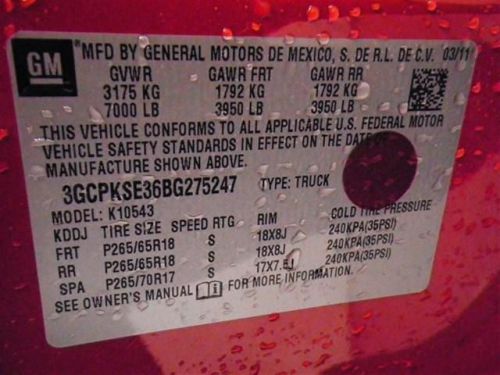 GM
MFD BY GENERAL MOTORS DE MEXICO, S. DE R.L. DE C.V. 03/11
GVWR GAWR FRT GAWR RR
3175 KG 1792 KG 1792 KG
7000 LB 3950 LB 3950 LB
THIS VEHICLE CONFORMS TO ALL APPLICABLE U.S. FEDERAL MOTOR
VEHICLE SAFETY STANDARDS IN EFFECT ON THE DATE OF
MANUFACTURE SHOWN ABOVE.
3GCPKSE36BG275247 TYPE: TRUCK
MODEL: K10543
KDDJ TIRE SIZE SPEED RTG RIM COLD TIRE PRESSURE
FRT P265/65R18 S 18X8J 240KPA(35PSI)
RR P265/65R18 S 18X8J 240KPA(35PSI)
SPA P265/70R17 S 17X7.5J 240KPA(35PSI)
SEE OWNER'S MANUAL FOR MORE INFORMATION.